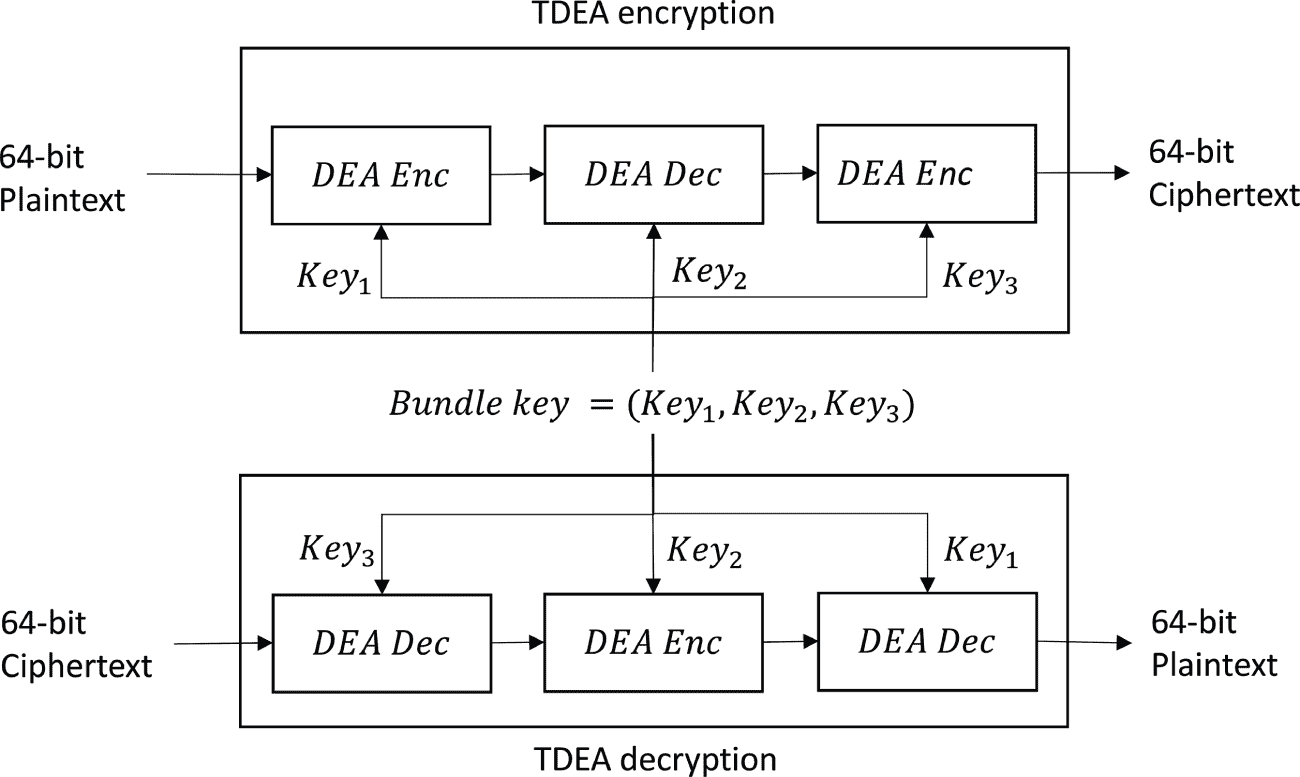 TDEA encryption
64-bit
Plaintext
DEA Enc
DEA Dec
DEA Enc
64-bit
Ciphertext
Key₁
Key₂
Key₃
Bundle key = (Key₁, Key₂, Key₃)
Key₃
Key₂
Key₁
64-bit
Ciphertext
DEA Dec
DEA Enc
DEA Dec
64-bit
Plaintext
TDEA decryption